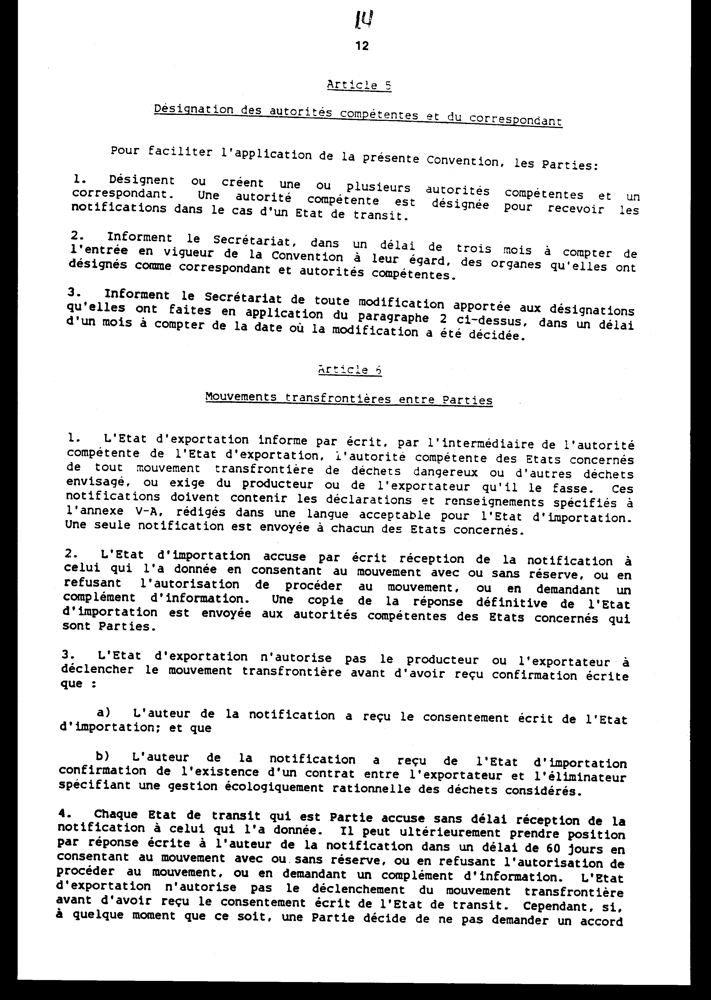 14
12
Article 5
Désignation des autorités compétentes et du correspondant
Pour faciliter l'application de la présente Convention, les Parties:
1. Désignent ou créent une ou plusieurs autorités compétentes et un
correspondant. Une autorité compétente est désignée pour recevoir les
notifications dans le cas d'un Etat de transit.
2. Informent le Secrétariat, dans un délai de trois mois à compter de
l'entrée en vigueur de la Convention à leur égard, des organes qu'elles ont
désignés comme correspondant et autorités compétentes.
3. Informent le Secrétariat de toute modification apportée aux désignations
qu'elles ont faites en application du paragraphe 2 ci-dessus, dans un délai
d'un mois à compter de la date où la modification a été décidée.
Article 6
Mouvements transfrontières entre Parties
1. L'Etat d'exportation informe par écrit, par l'intermédiaire de l'autorité
compétente de l'Etat d'exportation, l'autorité compétente des Etats concernés
de tout mouvement transfrontière de déchets dangereux ou d'autres déchets
envisagé, ou exige du producteur ou de l'exportateur qu'il le fasse. Ces
notifications doivent contenir les déclarations et renseignements spécifiés à
l'annexe V-A, rédigés dans une langue acceptable pour l'Etat d'importation.
Une seule notification est envoyée à chacun des Etats concernés.
2. L'Etat d'importation accuse par écrit réception de la notification à
celui qui l'a donnée en consentant au mouvement avec ou sans réserve, ou en
refusant l'autorisation de procéder au mouvement, ou en demandant un
complément d'information. Une copie de la réponse définitive de l'Etat
d'importation est envoyée aux autorités compétentes des Etats concernés qui
sont Parties.
3. L'Etat d'exportation n'autorise pas le producteur ou l'exportateur à
déclencher le mouvement transfrontière avant d'avoir reçu confirmation écrite
que :
a) L'auteur de la notification a reçu le consentement écrit de l'Etat
d'importation; et que
b) L'auteur de la notification a reçu de l'Etat d'importation
confirmation de l'existence d'un contrat entre l'exportateur et l'éliminateur
spécifiant une gestion écologiquement rationnelle des déchets considérés.
4. Chaque Etat de transit qui est Partie accuse sans délai réception de la
notification à celui qui l'a donnée. Il peut ultérieurement prendre position
par réponse écrite à l'auteur de la notification dans un délai de 60 jours en
consentant au mouvement avec ou sans réserve, ou en refusant l'autorisation de
procéder au mouvement, ou en demandant un complément d'information. L'Etat
d'exportation n'autorise pas le déclenchement du mouvement transfrontière
avant d'avoir reçu le consentement écrit de l'Etat de transit. Cependant, si,
à quelque moment que ce soit, une Partie décide de ne pas demander un accord